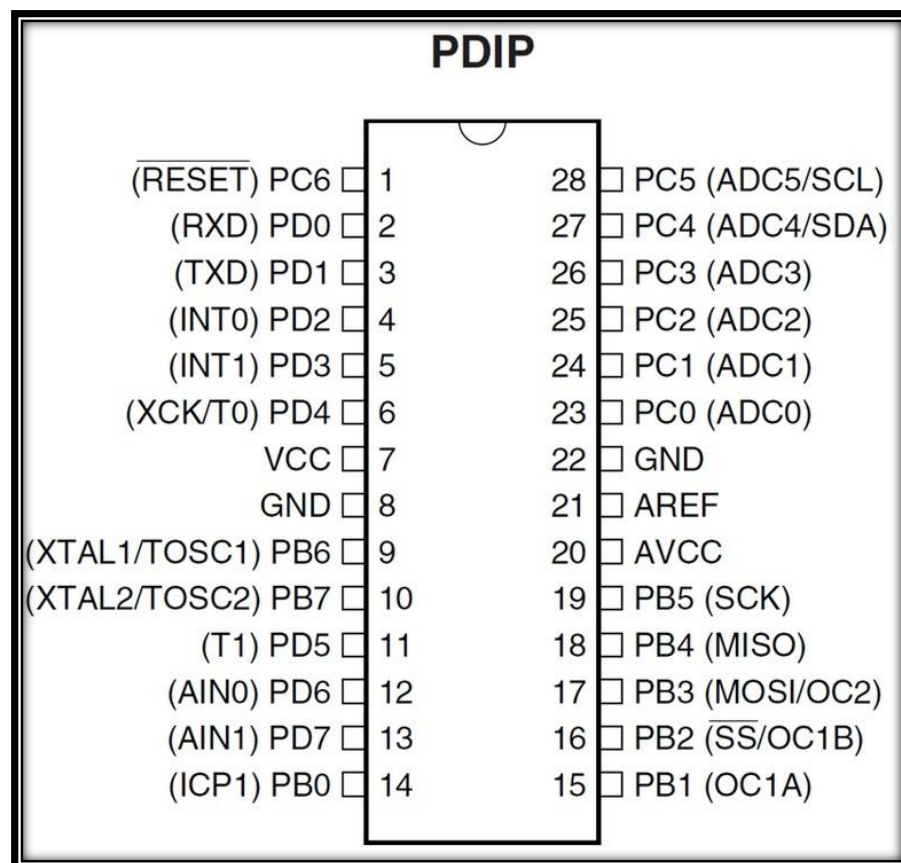 PDIP
(RESET) PC6 1 28 PC5 (ADC5/SCL)
(RXD) PD0 2 27 PC4 (ADC4/SDA)
(TXD) PD1 3 26 PC3 (ADC3)
(INT0) PD2 4 25 PC2 (ADC2)
(INT1) PD3 5 24 PC1 (ADC1)
(XCK/T0) PD4 6 23 PC0 (ADC0)
VCC 7 22 GND
GND 8 21 AREF
(XTAL1/TOSC1) PB6 9 20 AVCC
(XTAL2/TOSC2) PB7 10 19 PB5 (SCK)
(T1) PD5 11 18 PB4 (MISO)
(AIN0) PD6 12 17 PB3 (MOSI/OC2)
(AIN1) PD7 13 16 PB2 (SS/OC1B)
(ICP1) PB0 14 15 PB1 (OC1A)